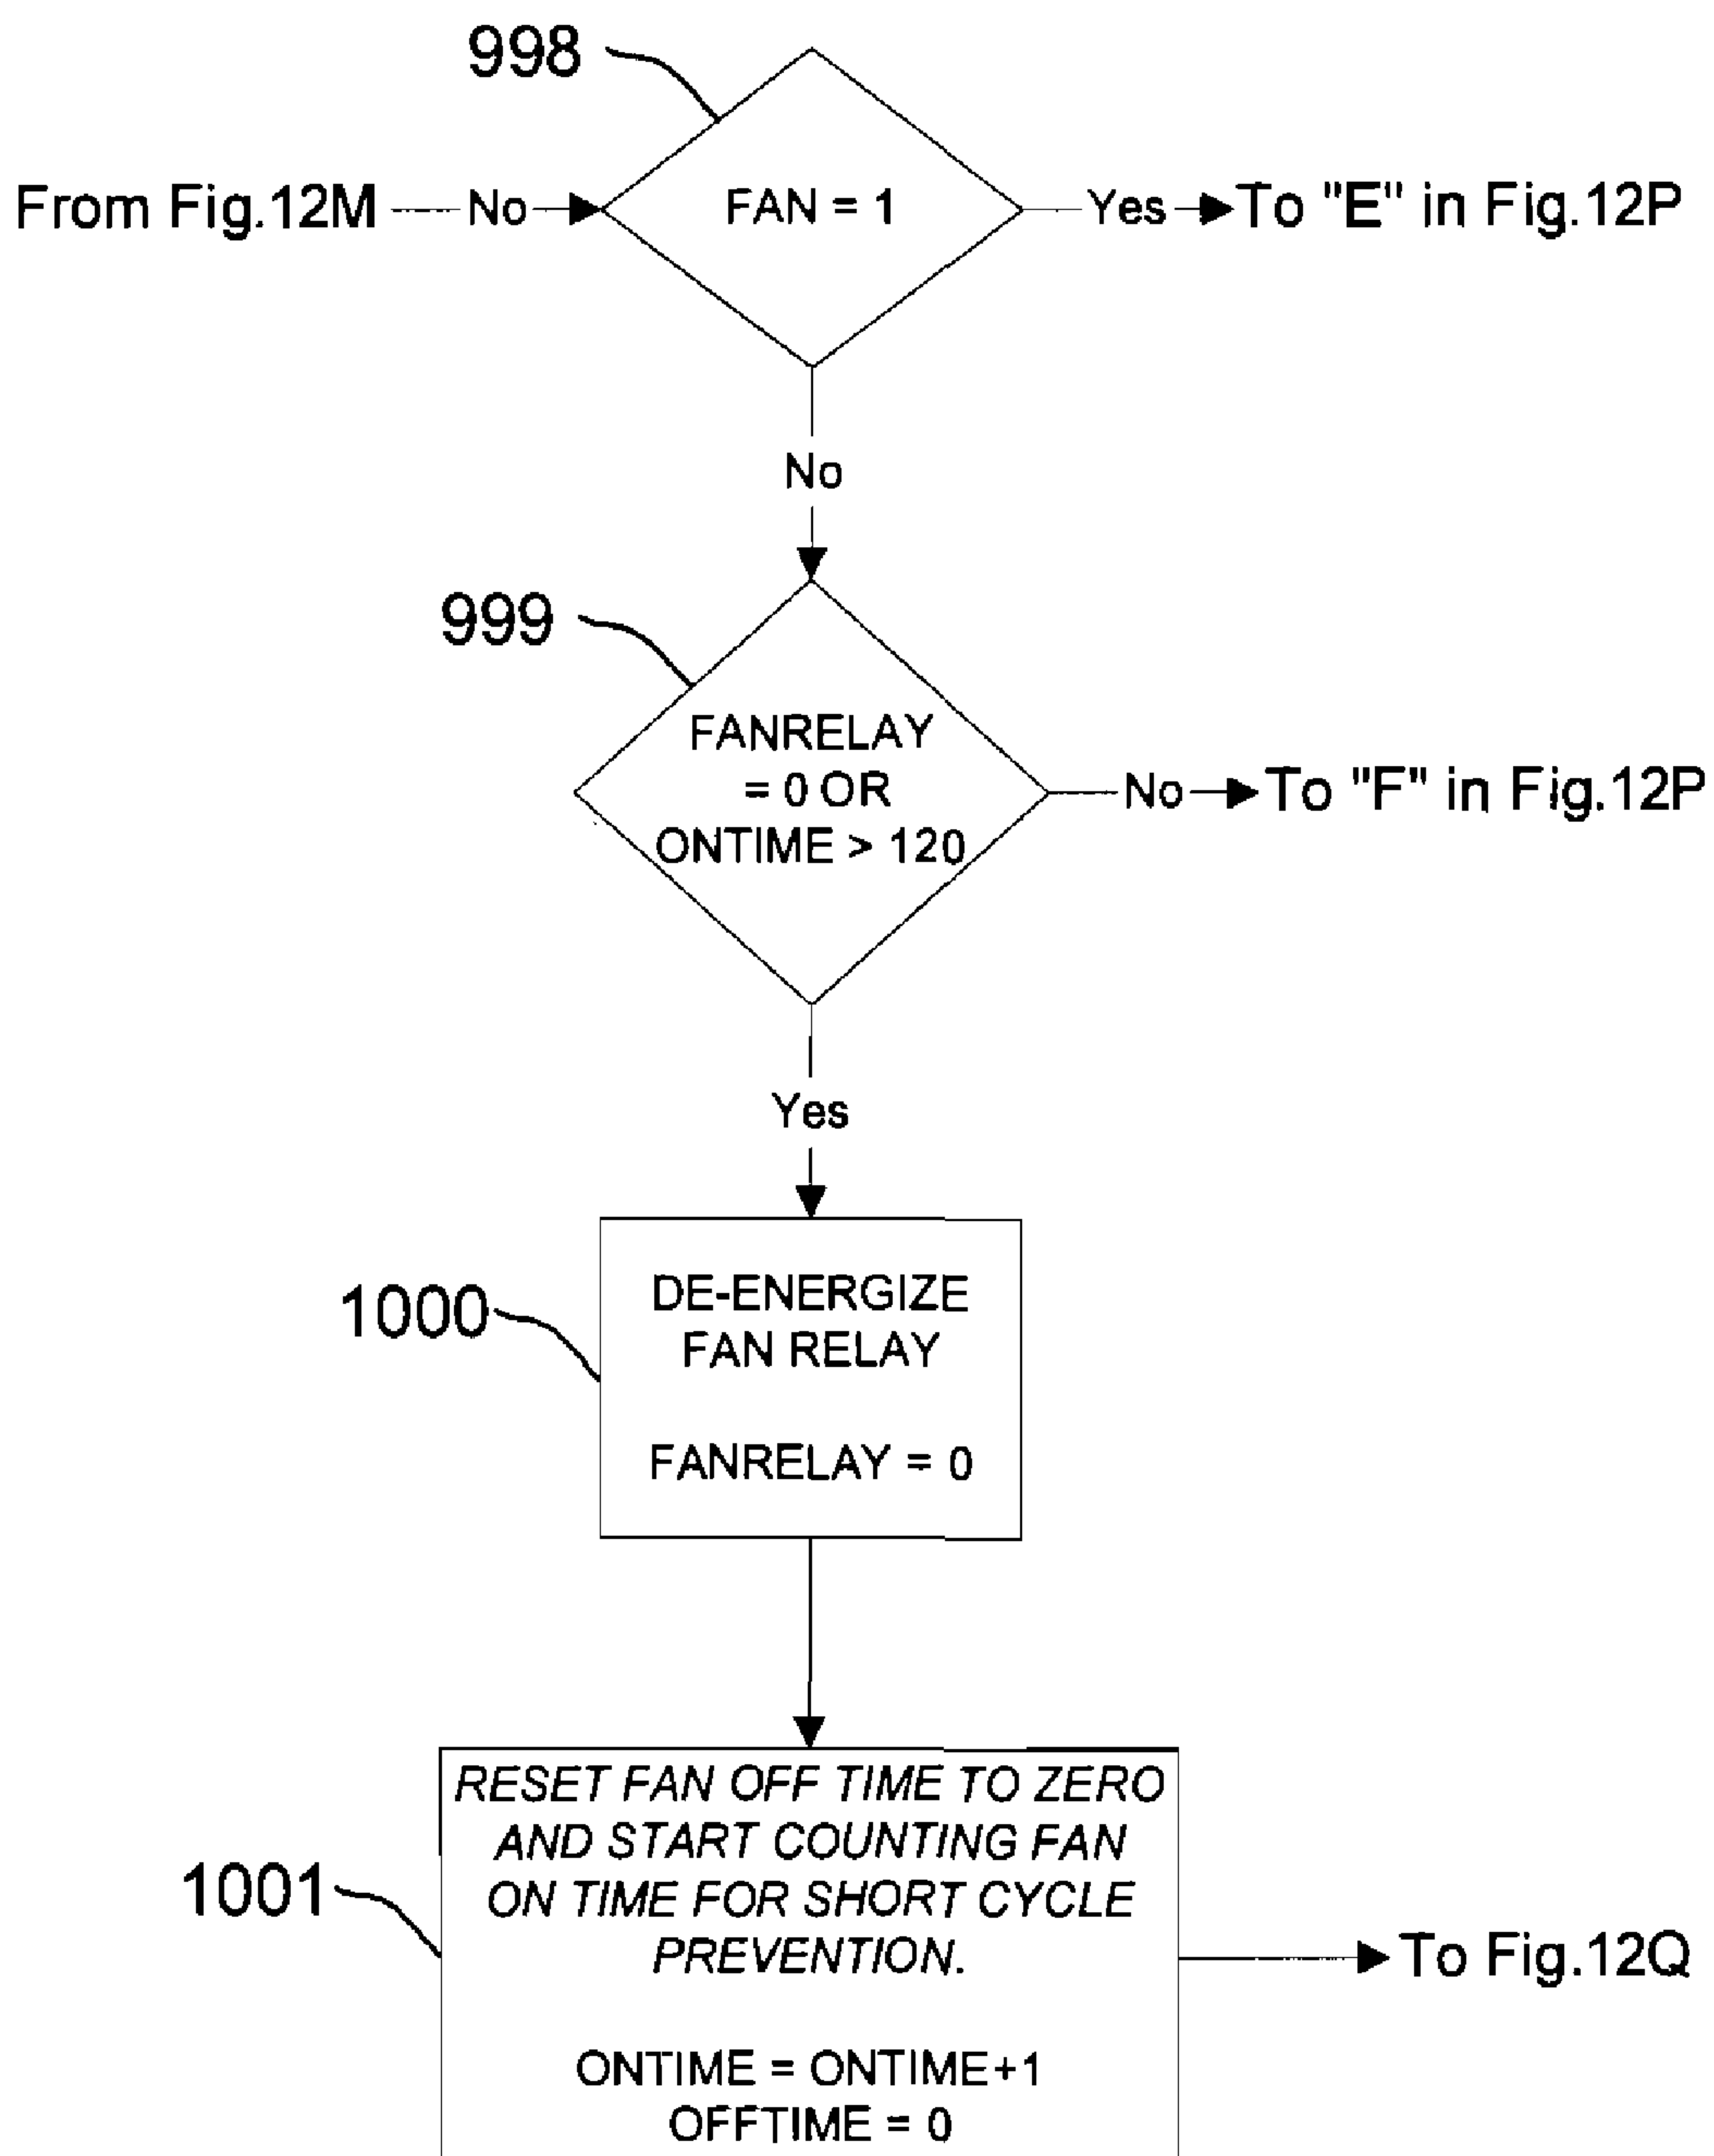 998
From Fig.12M
No
FAN = 1
Yes
To "E" in Fig.12P
No
999
FANRELAY
= 0 OR
ONTIME > 120
No
To "F" in Fig.12P
Yes
1000
DE-ENERGIZE
FAN RELAY
FANRELAY = 0
1001
RESET FAN OFF TIME TO ZERO
AND START COUNTING FAN
ON TIME FOR SHORT CYCLE
PREVENTION.
ONTIME = ONTIME+1
OFFTIME = 0
To Fig.12Q